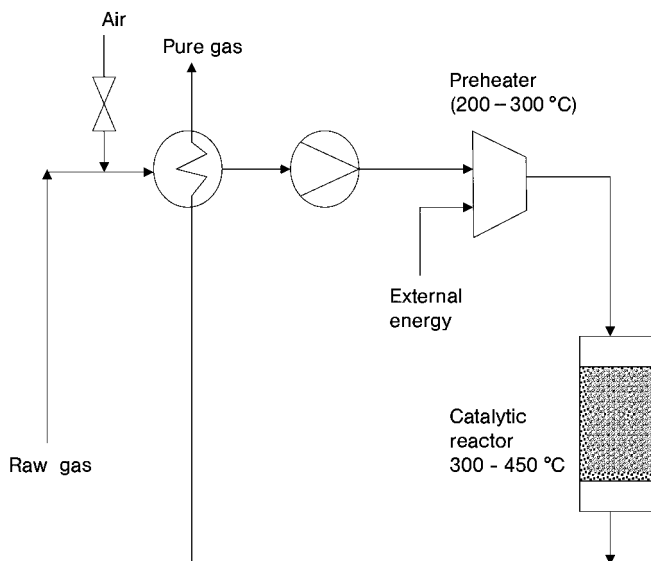 Air
Pure gas
Preheater
(200 – 300 °C)
External
energy
Catalytic
reactor
300 - 450 °C
Raw gas